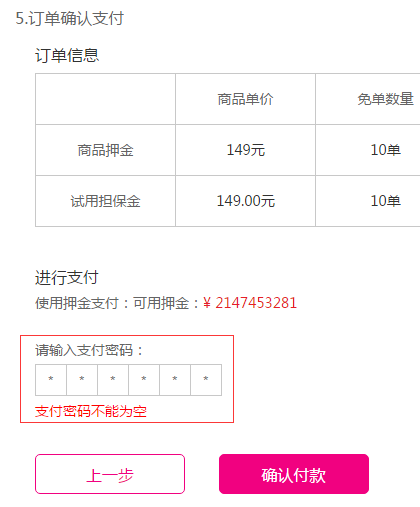 5.订单确认支付
订单信息
商品单价 免单数量
商品押金 149元 10单
试用担保金 149.00元 10单
进行支付
使用押金支付：可用押金：¥ 2147453281
请输入支付密码：
* * * * * *
支付密码不能为空
上一步 确认付款